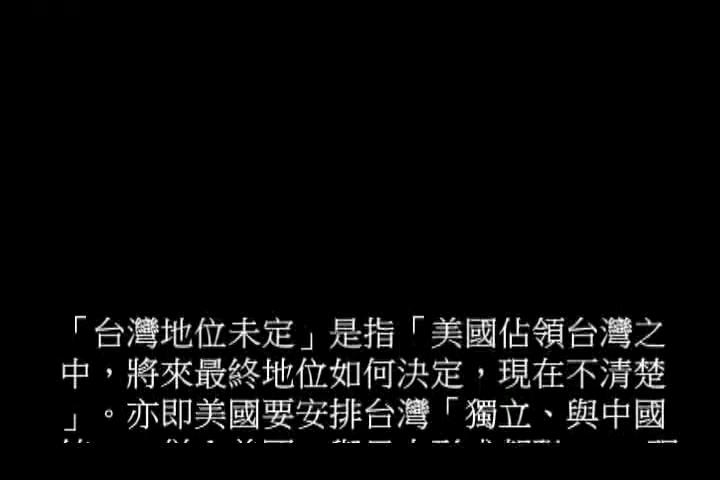 「台灣地位未定」是指「美國佔領台灣之
中，將來最終地位如何決定，現在不清楚
」。亦即美國要安排台灣「獨立、與中國